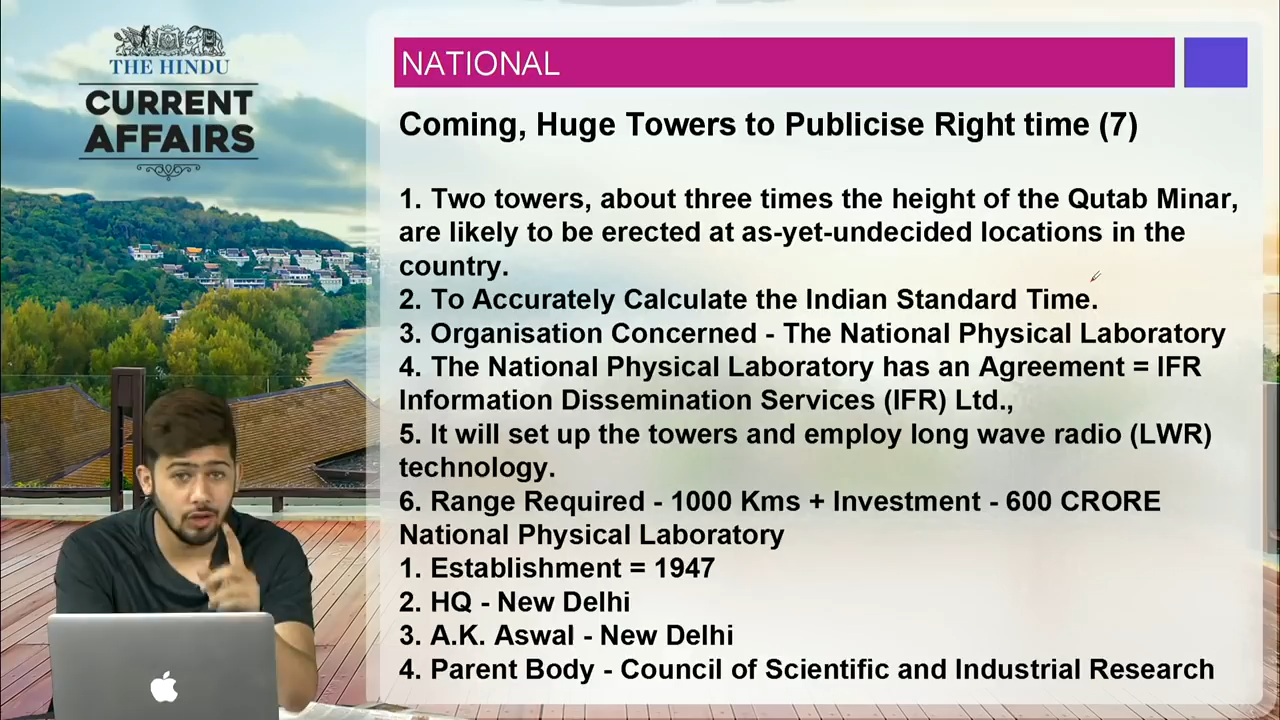 THE HINDU
CURRENT
AFFAIRS
NATIONAL
Coming, Huge Towers to Publicise Right time (7)
1. Two towers, about three times the height of the Qutab Minar,
are likely to be erected at as-yet-undecided locations in the
country.
2. To Accurately Calculate the Indian Standard Time.
3. Organisation Concerned - The National Physical Laboratory
4. The National Physical Laboratory has an Agreement = IFR
Information Dissemination Services (IFR) Ltd.,
5. It will set up the towers and employ long wave radio (LWR)
technology.
6. Range Required - 1000 Kms + Investment - 600 CRORE
National Physical Laboratory
1. Establishment = 1947
2. HQ - New Delhi
3. A.K. Aswal - New Delhi
4. Parent Body - Council of Scientific and Industrial Research